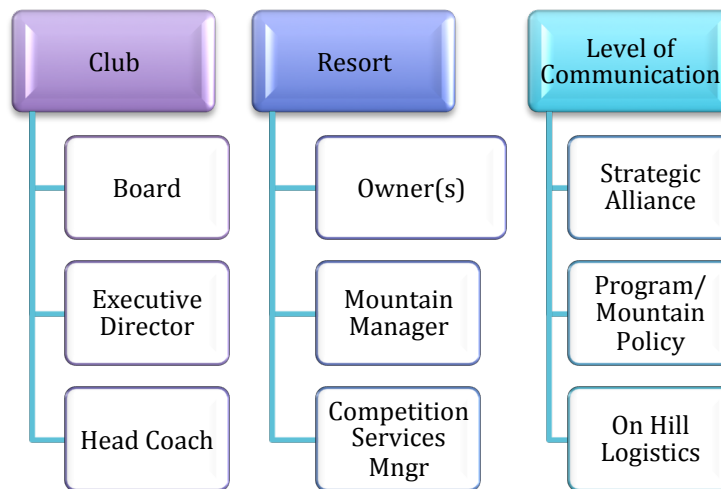 Club
Resort
Level of
Communication
Board
Owner(s)
Strategic
Alliance
Executive
Director
Mountain
Manager
Program/
Mountain
Policy
Head Coach
Competition
Services
Mngr
On Hill
Logistics